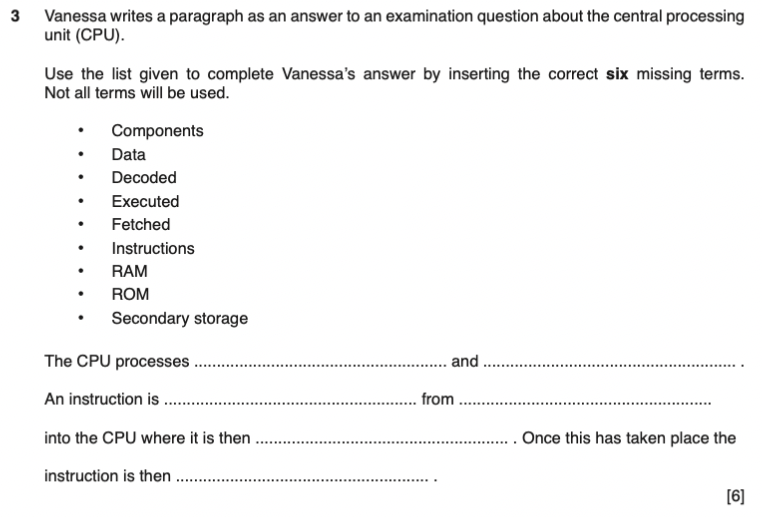 3 Vanessa writes a paragraph as an answer to an examination question about the central processing
unit (CPU).
Use the list given to complete Vanessa's answer by inserting the correct six missing terms.
Not all terms will be used.
• Components
• Data
• Decoded
• Executed
• Fetched
• Instructions
• RAM
• ROM
• Secondary storage
The CPU processes ........................................................ and ........................................................ .
An instruction is ........................................................ from ........................................................
into the CPU where it is then ........................................................ . Once this has taken place the
instruction is then ........................................................ .
[6]